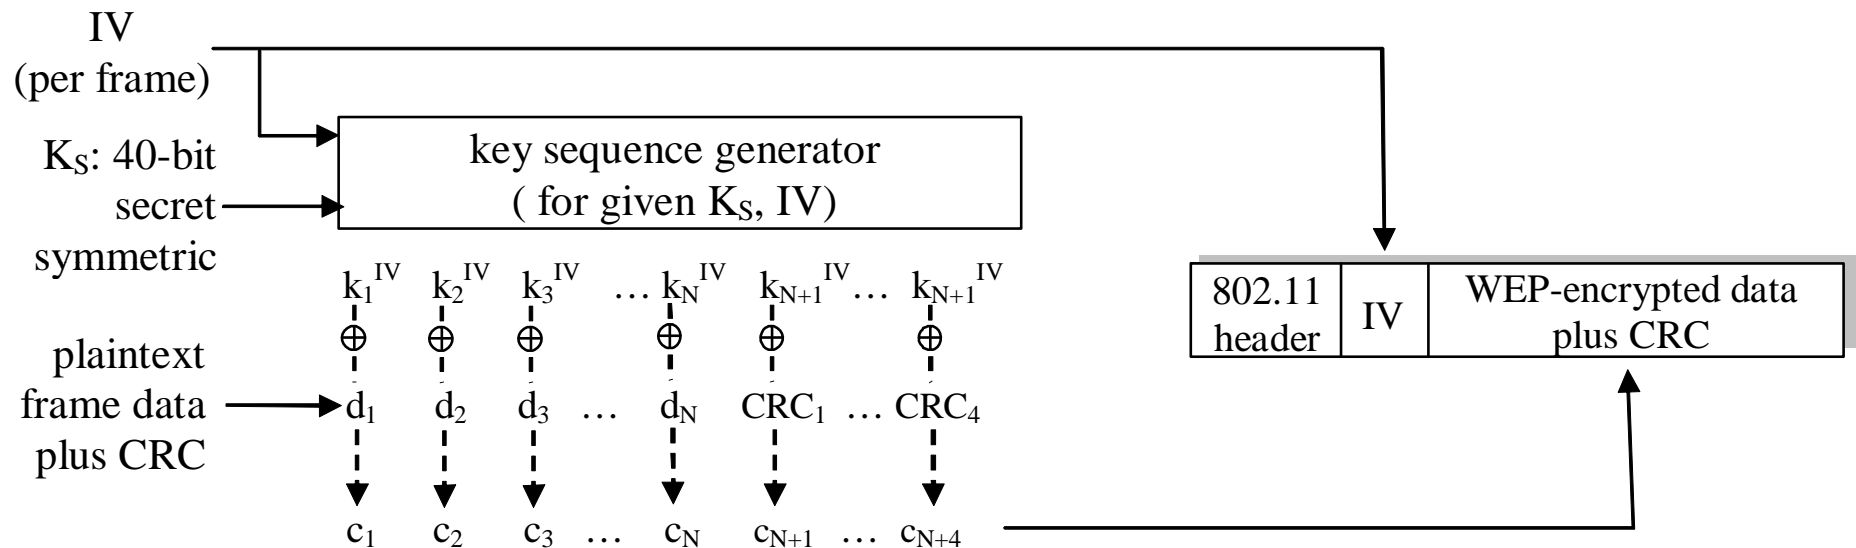 IV
(per frame)
K_S: 40-bit
secret
symmetric
key sequence generator
( for given K_S, IV)
k_1^IV k_2^IV k_3^IV … k_N^IV k_N+1^IV … k_N+1^IV
plaintext
frame data
plus CRC
d_1 d_2 d_3 … d_N CRC_1 … CRC_4
c_1 c_2 c_3 … c_N c_N+1 … c_N+4
802.11
header
IV
WEP-encrypted data
plus CRC